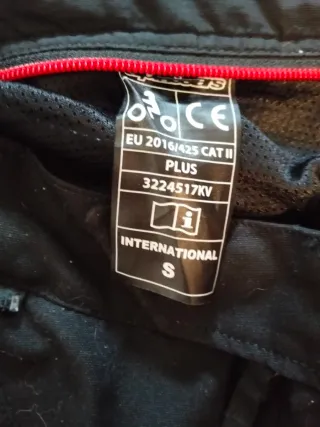 CE
EU 2016/425 CAT II
PLUS
3224517KV
i
INTERNATIONAL
S